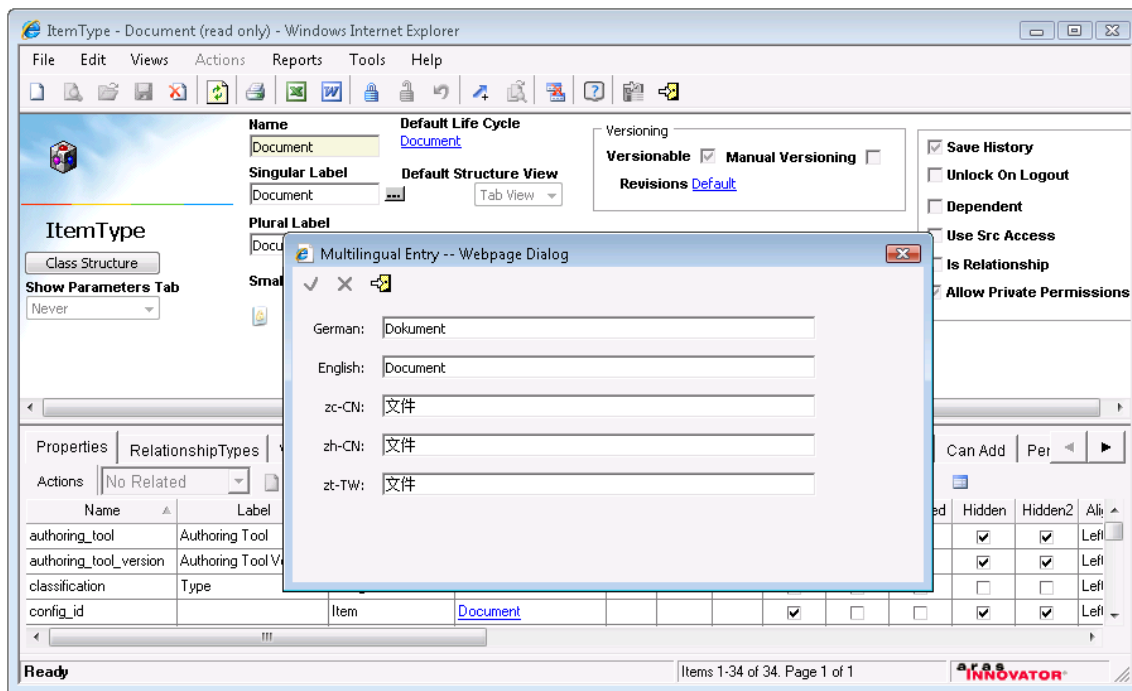 ItemType - Document (read only) - Windows Internet Explorer
File Edit Views Actions Reports Tools Help
Name
Document
Default Life Cycle
Document
Singular Label
Document
...
Default Structure View
Tab View
Versioning
Versionable Manual Versioning
Revisions Default
Save History
Unlock On Logout
Dependent
Use Src Access
Is Relationship
Allow Private Permissions
ItemType
Class Structure
Show Parameters Tab
Never
Plural Label
Multilingual Entry -- Webpage Dialog
German: Dokument
English: Document
zc-CN: 文件
zh-CN: 文件
zt-TW: 文件
Properties RelationshipTypes Can Add
Actions No Related
Name Label Hidden Hidden2
authoring_tool Authoring Tool
authoring_tool_version Authoring Tool
classification Type
config_id Item Document
Ready Items 1-34 of 34. Page 1 of 1
aras INNOVATOR